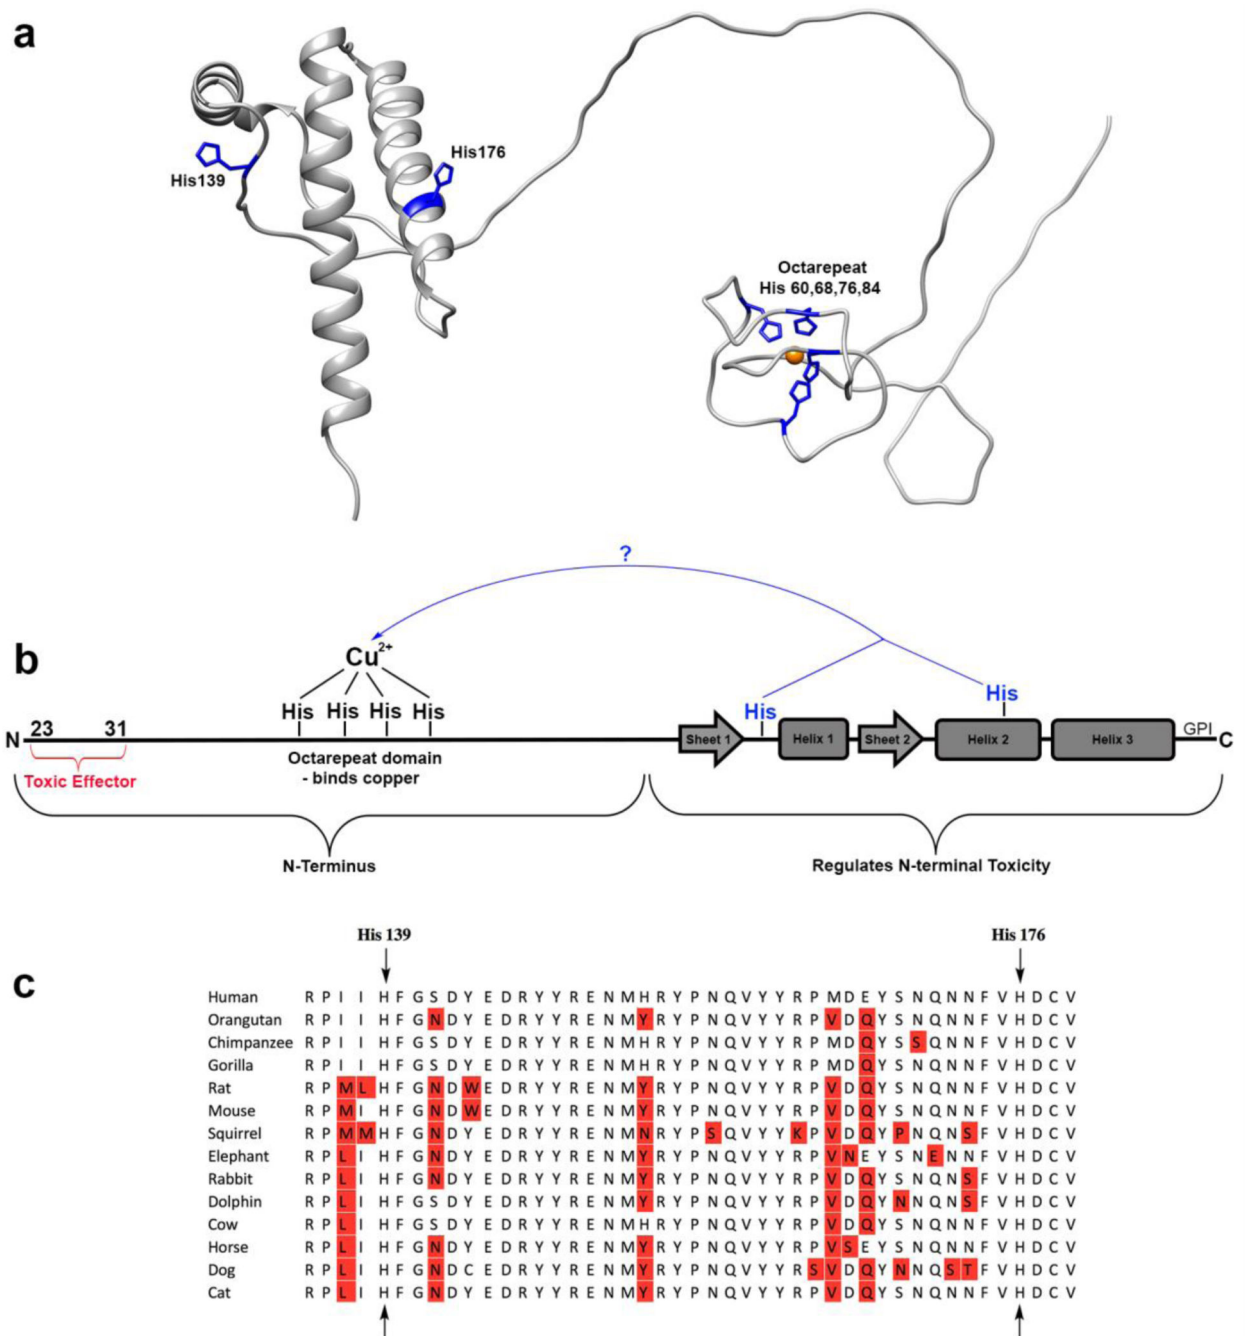 a
His176
His139
Octarepeat
His 60,68,76,84
?
b
Cu2+
His His His His
His
His
N 23 31
Sheet 1 Helix 1 Sheet 2 Helix 2 Helix 3 GPI C
Toxic Effector
Octarepeat domain
- binds copper
N-Terminus
Regulates N-terminal Toxicity
His 139 His 176
c
Human R P I I H F G S D Y E D R Y Y R E N M H R Y P N Q V Y Y R P M D E Y S N Q N N F V H D C V
Orangutan R P I I H F G N D Y E D R Y Y R E N M Y R Y P N Q V Y Y R P V D Q Y S N Q N N F V H D C V
Chimpanzee R P I I H F G S D Y E D R Y Y R E N M H R Y P N Q V Y Y R P M D Q Y S S Q N N F V H D C V
Gorilla R P I I H F G S D Y E D R Y Y R E N M H R Y P N Q V Y Y R P M D Q Y S N Q N N F V H D C V
Rat R P M L H F G N D W E D R Y Y R E N M Y R Y P N Q V Y Y R P V D Q Y S N Q N N F V H D C V
Mouse R P M I H F G N D W E D R Y Y R E N M Y R Y P N Q V Y Y R P V D Q Y S N Q N N F V H D C V
Squirrel R P M M H F G N D Y E D R Y Y R E N M N R Y P S Q V Y Y K P V D Q Y P N Q N S F V H D C V
Elephant R P L I H F G N D Y E D R Y Y R E N M Y R Y P N Q V Y Y R P V N E Y S N E N N F V H D C V
Rabbit R P L I H F G N D Y E D R Y Y R E N M Y R Y P N Q V Y Y R P V D Q Y S N Q N S F V H D C V
Dolphin R P L I H F G S D Y E D R Y Y R E N M Y R Y P N Q V Y Y R P V D Q Y N N Q N S F V H D C V
Cow R P L I H F G S D Y E D R Y Y R E N M H R Y P N Q V Y Y R P V D Q Y S N Q N N F V H D C V
Horse R P L I H F G N D Y E D R Y Y R E N M Y R Y P N Q V Y Y R P V S E Y S N Q N N F V H D C V
Dog R P L I H F G N D C E D R Y Y R E N M Y R Y P N Q V Y Y R S V D Q Y N N Q S T F V H D C V
Cat R P L I H F G N D Y E D R Y Y R E N M Y R Y P N Q V Y Y R P V D Q Y S N Q N N F V H D C V